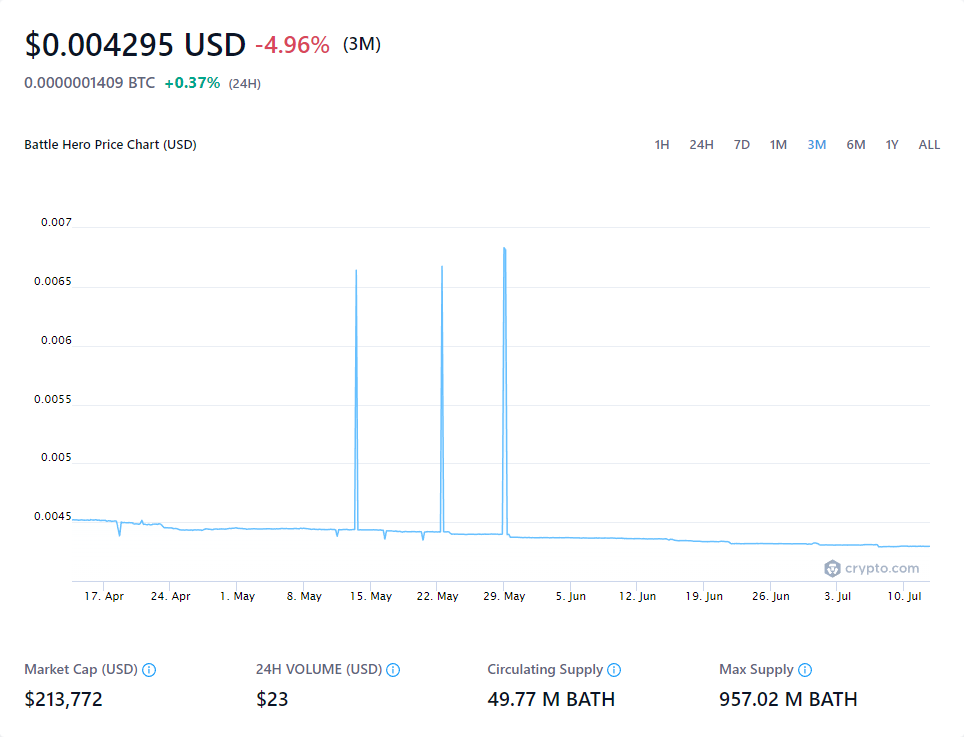 $0.004295 USD -4.96% (3M)
0.0000001409 BTC +0.37% (24H)
Battle Hero Price Chart (USD) 1H 24H 7D 1M 3M 6M 1Y ALL
0.007
0.0065
0.006
0.0055
0.005
0.0045
crypto.com
17. Apr 24. Apr 1. May 8. May 15. May 22. May 29. May 5. Jun 12. Jun 19. Jun 26. Jun 3. Jul 10. Jul
Market Cap (USD) 24H VOLUME (USD) Circulating Supply Max Supply
$213,772 $23 49.77 M BATH 957.02 M BATH